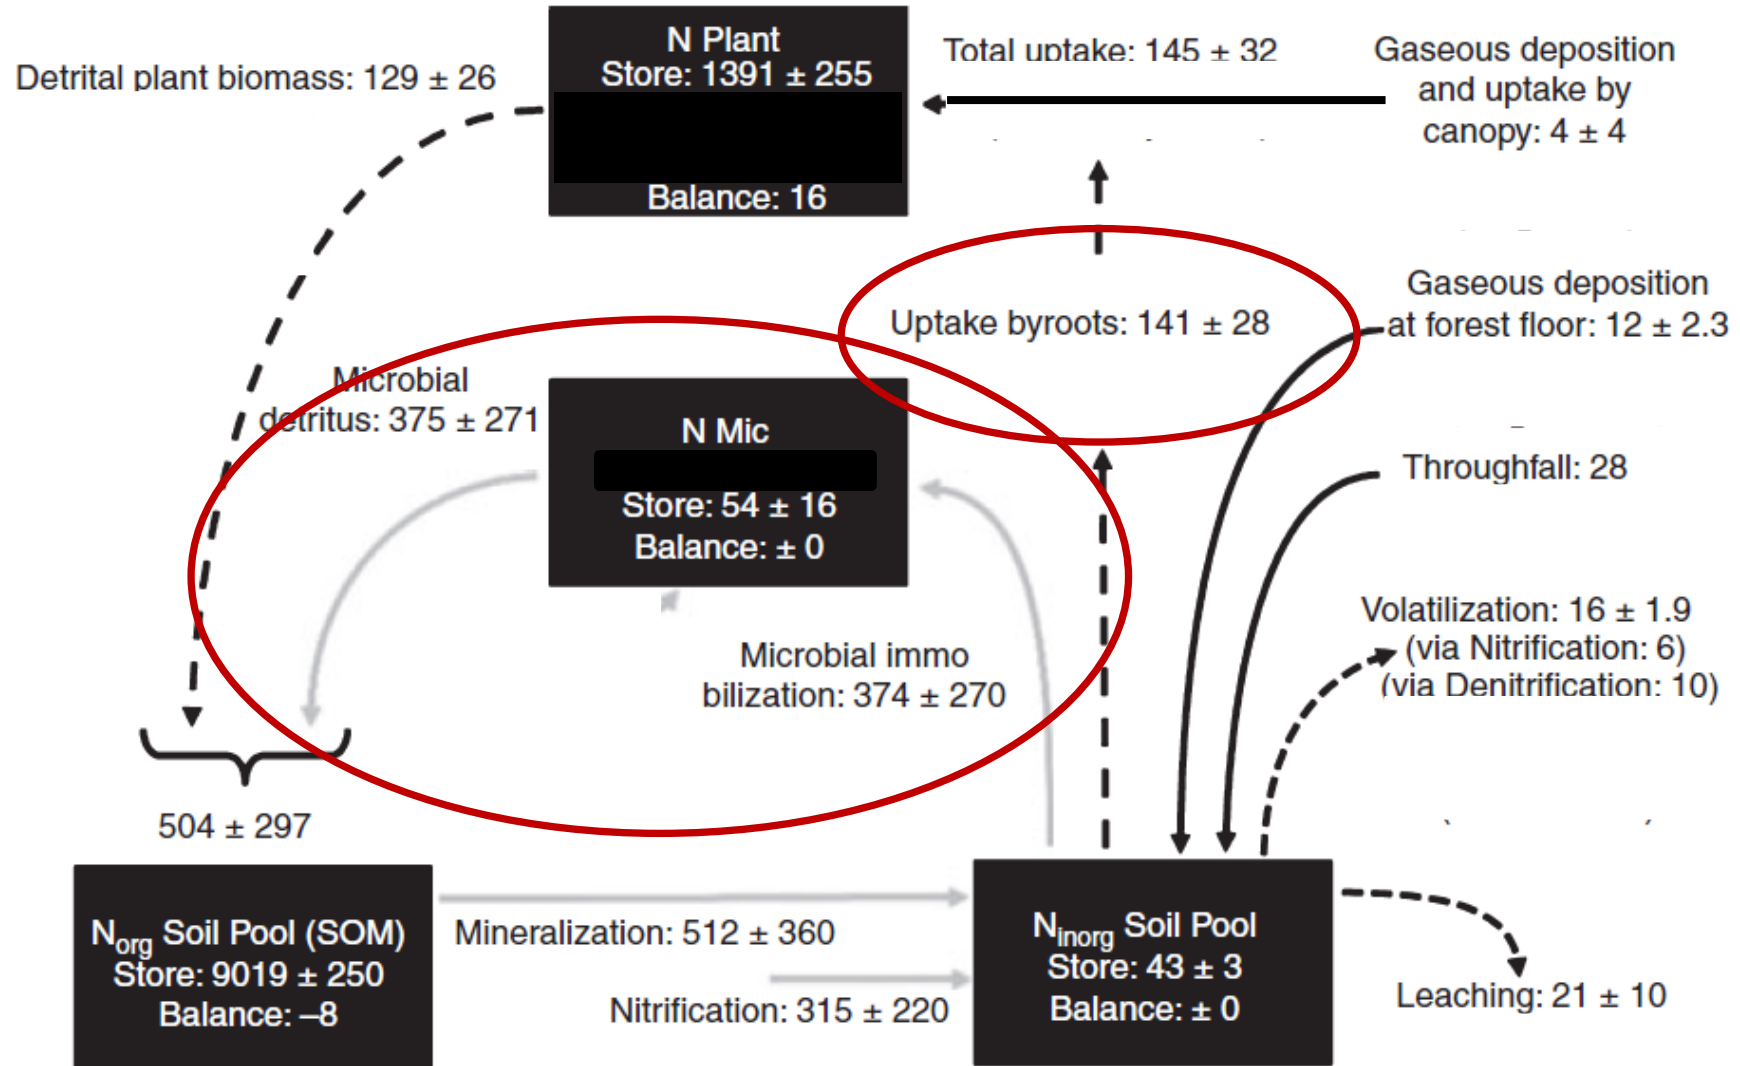 N Plant
Store: 1391 ± 255
Balance: 16
Detrital plant biomass: 129 ± 26
Total uptake: 145 ± 32
Gaseous deposition
and uptake by
canopy: 4 ± 4
Uptake byroots: 141 ± 28
Gaseous deposition
at forest floor: 12 ± 2.3
Microbial
detritus: 375 ± 271
N Mic
Store: 54 ± 16
Balance: ± 0
Throughfall: 28
Microbial immo
bilization: 374 ± 270
Volatilization: 16 ± 1.9
(via Nitrification: 6)
(via Denitrification: 10)
504 ± 297
Norg Soil Pool (SOM)
Store: 9019 ± 250
Balance: –8
Mineralization: 512 ± 360
Nitrification: 315 ± 220
Ninorg Soil Pool
Store: 43 ± 3
Balance: ± 0
Leaching: 21 ± 10